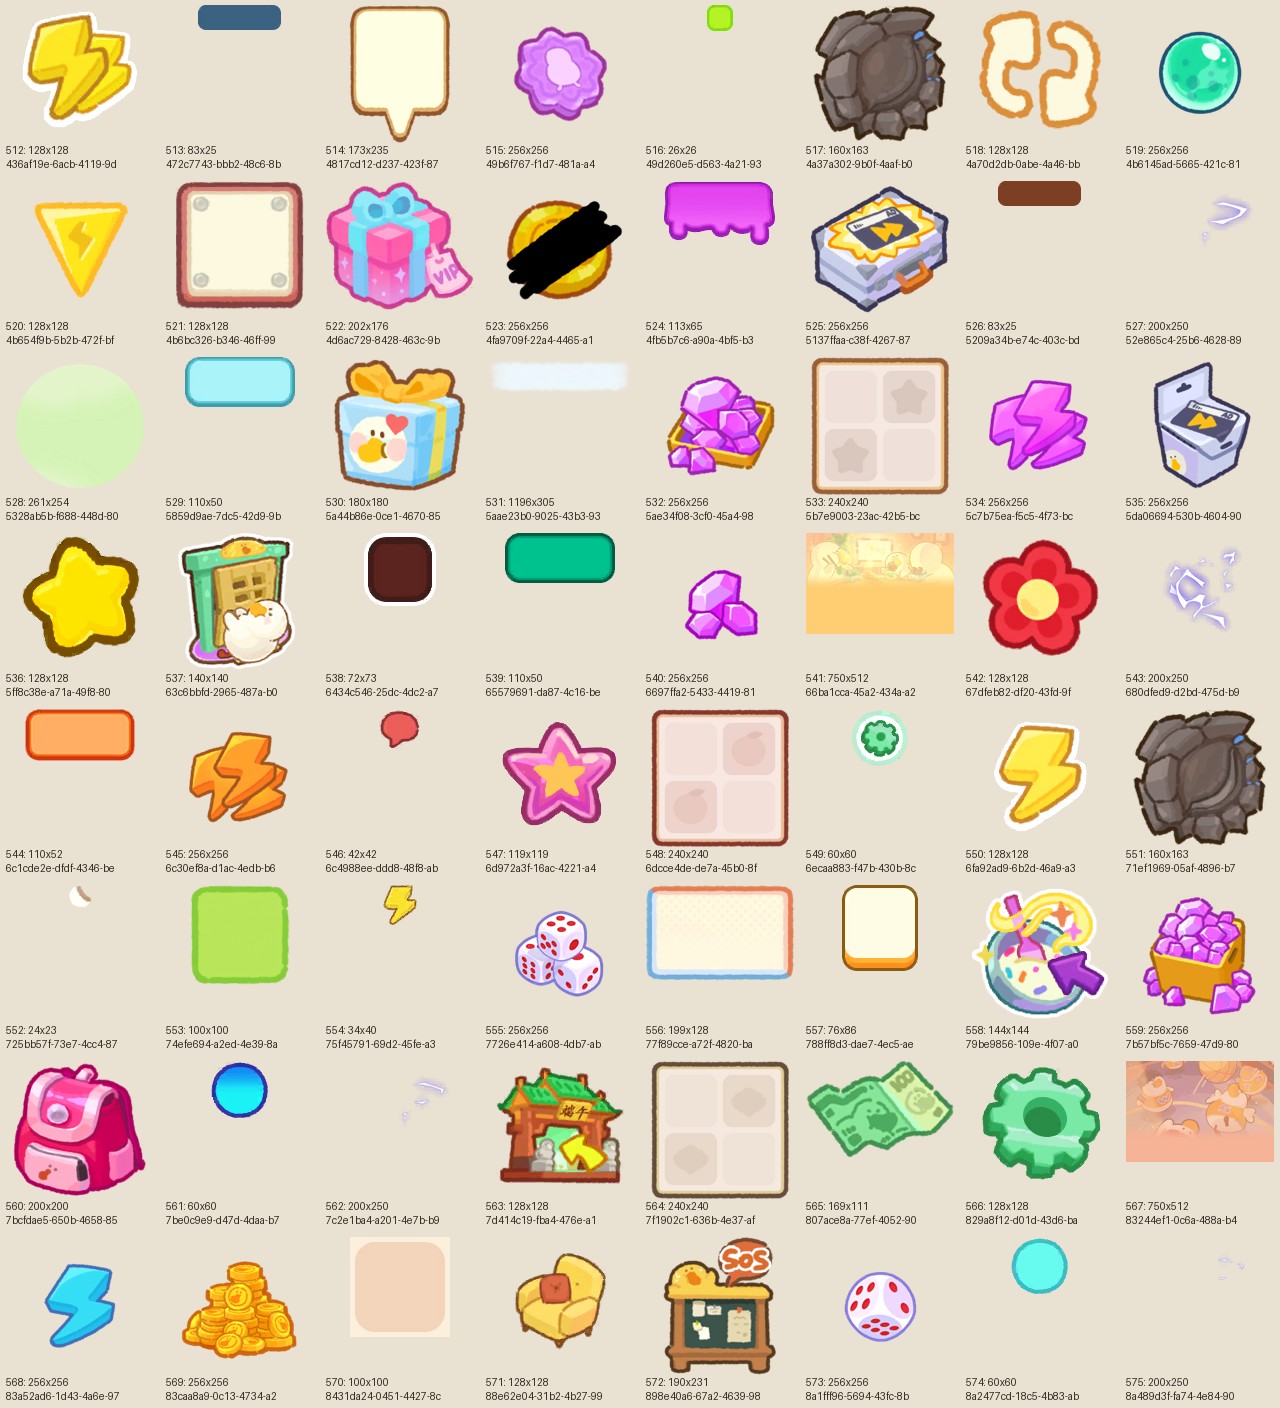 512: 128x128
436af19e-6acb-4119-9d
513: 83x25
472c7743-bbb2-48c6-8b
514: 173x235
4817cd12-d237-423f-87
515: 256x256
49b6f767-f1d7-481a-a4
516: 26x26
49d260e5-d563-4a21-93
517: 160x163
4a37a302-9b0f-4aaf-b0
518: 128x128
4a70d2db-0abe-4a46-bb
519: 256x256
4b6145ad-5665-421c-81
VIP
520: 128x128
4b654f9b-5b2b-472f-bf
521: 128x128
4b6bc326-b346-46ff-99
522: 202x176
4d6ac729-8428-463c-9b
523: 256x256
4fa9709f-22a4-4465-a1
524: 113x65
4fb5b7c6-a90a-4bf5-b3
525: 256x256
5137ffaa-c38f-4267-87
526: 83x25
5209a34b-e74c-403c-bd
527: 200x250
52e865c4-25b6-4628-89
AD
528: 261x254
5328ab5b-f688-448d-80
529: 110x50
5859d9ae-7dc5-42d9-9b
530: 180x180
5a44b86e-0ce1-4670-85
531: 1196x305
5aae23b0-9025-43b3-93
532: 256x256
5ae34f08-3cf0-45a4-98
533: 240x240
5b7e9003-23ac-42b5-bc
534: 256x256
5c7b75ea-f5c5-4f73-bc
535: 256x256
5da06694-530b-4604-90
536: 128x128
5ff8c38e-a71a-49f8-80
537: 140x140
63c6bbfd-2965-487a-b0
538: 72x73
6434c546-25dc-4dc2-a7
539: 110x50
65579691-da87-4c16-be
540: 256x256
6697ffa2-5433-4419-81
541: 750x512
66ba1cca-45a2-434a-a2
542: 128x128
67dfeb82-df20-43fd-9f
543: 200x250
680dfed9-d2bd-475d-b9
544: 110x52
6c1cde2e-dfdf-4346-be
545: 256x256
6c30ef8a-d1ac-4edb-b6
546: 42x42
6c4988ee-ddd8-48f8-ab
547: 119x119
6d972a3f-16ac-4221-a4
548: 240x240
6dcce4de-de7a-45b0-8f
549: 60x60
6ecaa883-f47b-430b-8c
550: 128x128
6fa92ad9-6b2d-46a9-a3
551: 160x163
71ef1969-05af-4896-b7
552: 24x23
725bb57f-73e7-4cc4-87
553: 100x100
74efe694-a2ed-4e39-8a
554: 34x40
75f45791-69d2-45fe-a3
555: 256x256
7726e414-a608-4db7-ab
556: 199x128
77f89cce-a72f-4820-ba
557: 76x86
788ff8d3-dae7-4ec5-ae
558: 144x144
79be9856-109e-4f07-a0
559: 256x256
7b57bf5c-7659-47d9-80
端午
560: 200x200
7bcfdae5-650b-4658-85
561: 60x60
7be0c9e9-d47d-4daa-b7
562: 200x250
7c2e1ba4-a201-4e7b-b9
563: 128x128
7d414c19-fba4-476e-a1
564: 240x240
7f1902c1-636b-4e37-af
565: 169x111
807ace8a-77ef-4052-90
566: 128x128
829a8f12-d01d-43d6-ba
567: 750x512
83244ef1-0c6a-488a-b4
SOS
568: 256x256
83a52ad6-1d43-4a6e-97
569: 256x256
83caa8a9-0c13-4734-a2
570: 100x100
8431da24-0451-4427-8c
571: 128x128
88e62e04-31b2-4b27-99
572: 190x231
898e40a6-67a2-4639-98
573: 256x256
8a1fff96-5694-43fc-8b
574: 60x60
8a2477cd-18c5-4b83-ab
575: 200x250
8a489d3f-fa74-4e84-90